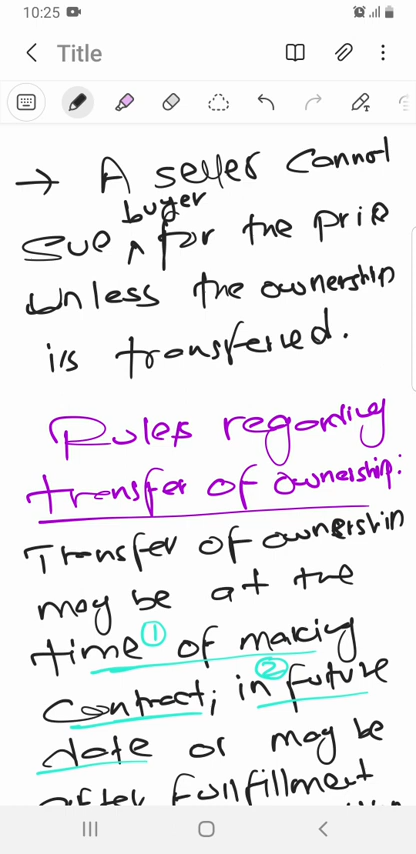 10:25
Title
→ A seller cannot
buyer
sue ^ for the price
Unless the ownership
is transferred.
Rules regarding
transfer of ownership:
Transfer of ownership
may be at the
time ① of making
contract; in ② future
date or may be
after fullfillment